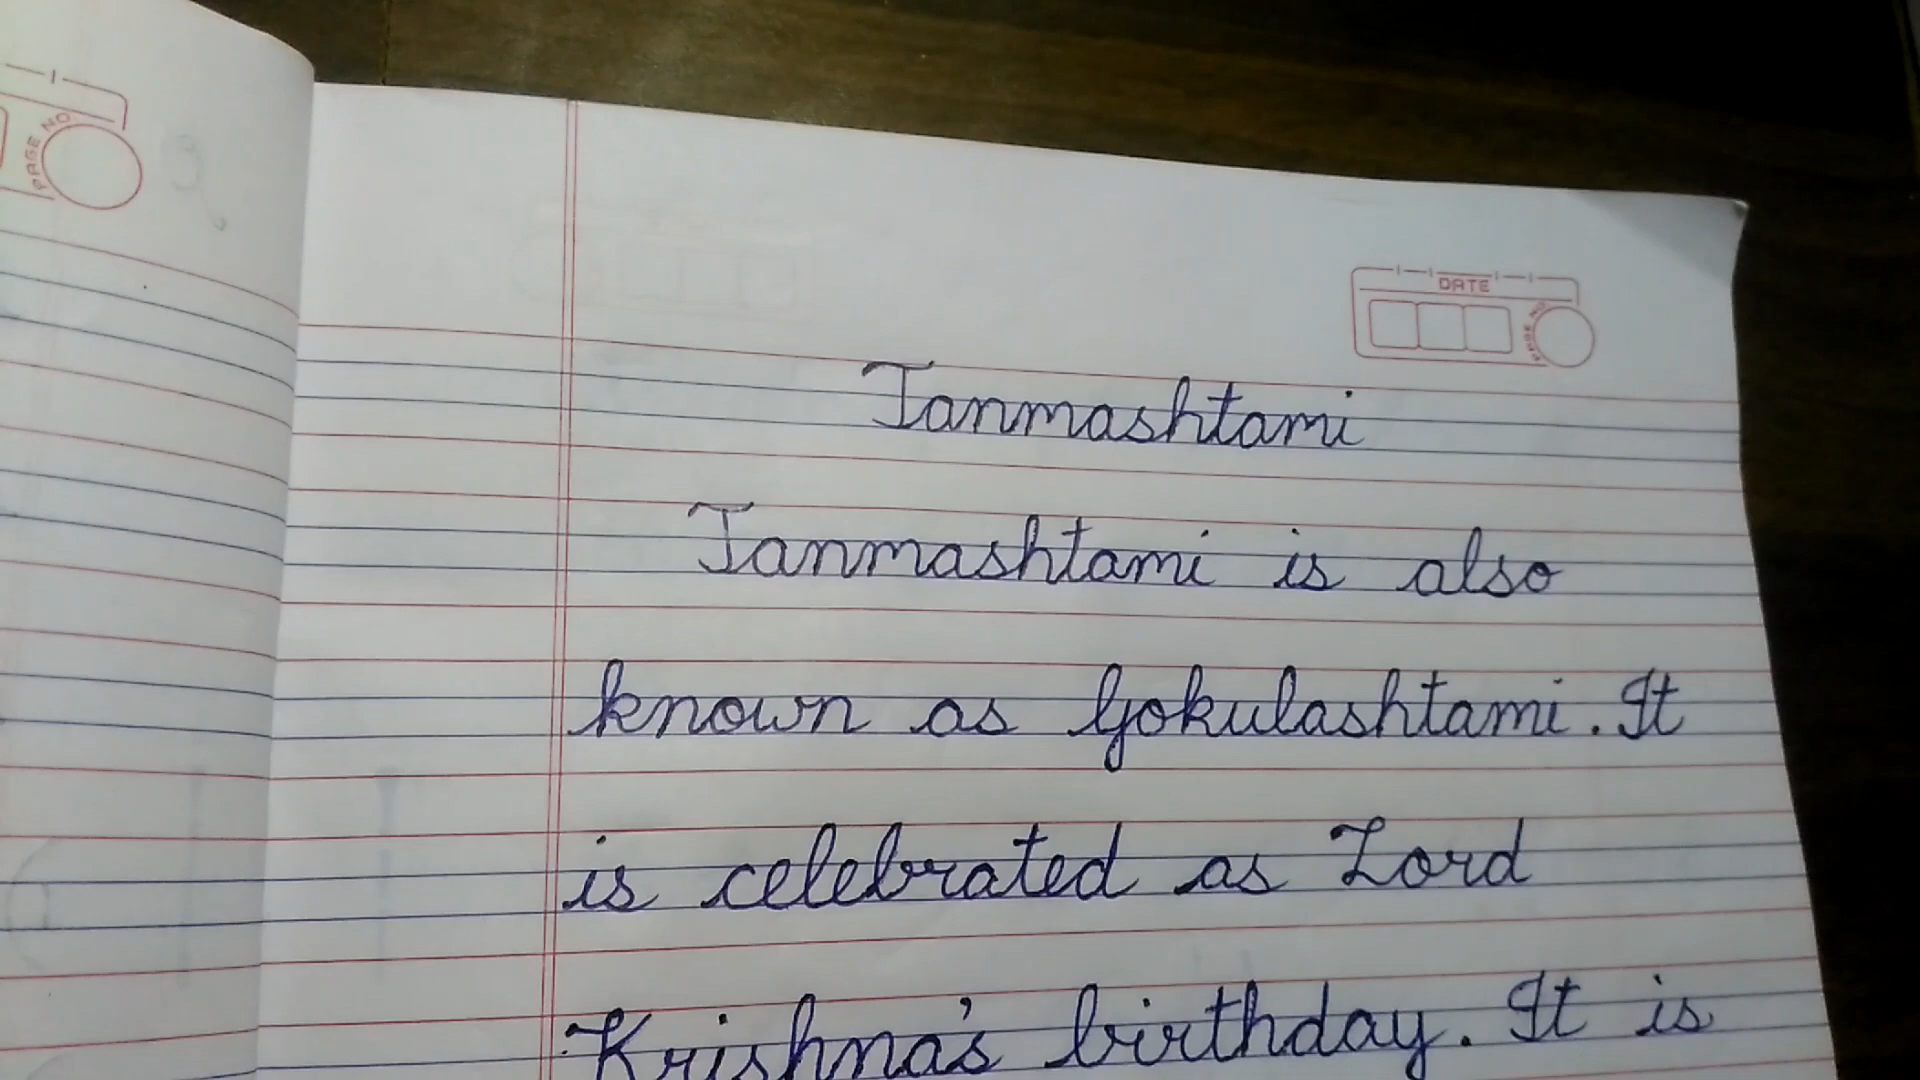 PAGE NO
DATE
PAGE NO
Janmashtami
Janmashtami is also
known as Gokulashtami. It
is celebrated as Lord
Krishna's birthday. It is